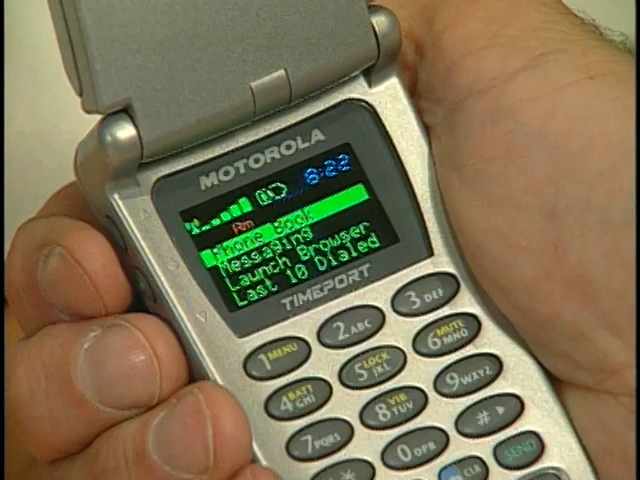 MOTOROLA
8:22
Rm
Phone Book
Messaging
Launch Browser
Last 10 Dialed
TIMEPORT
1 MENU
2 ABC
3 DEF
4 BATT GHI
5 LOCK JKL
6 MUTE MNO
7 PQRS
8 VIB TUV
9 WXYZ
*
0 OPR
#
CLR
SEND